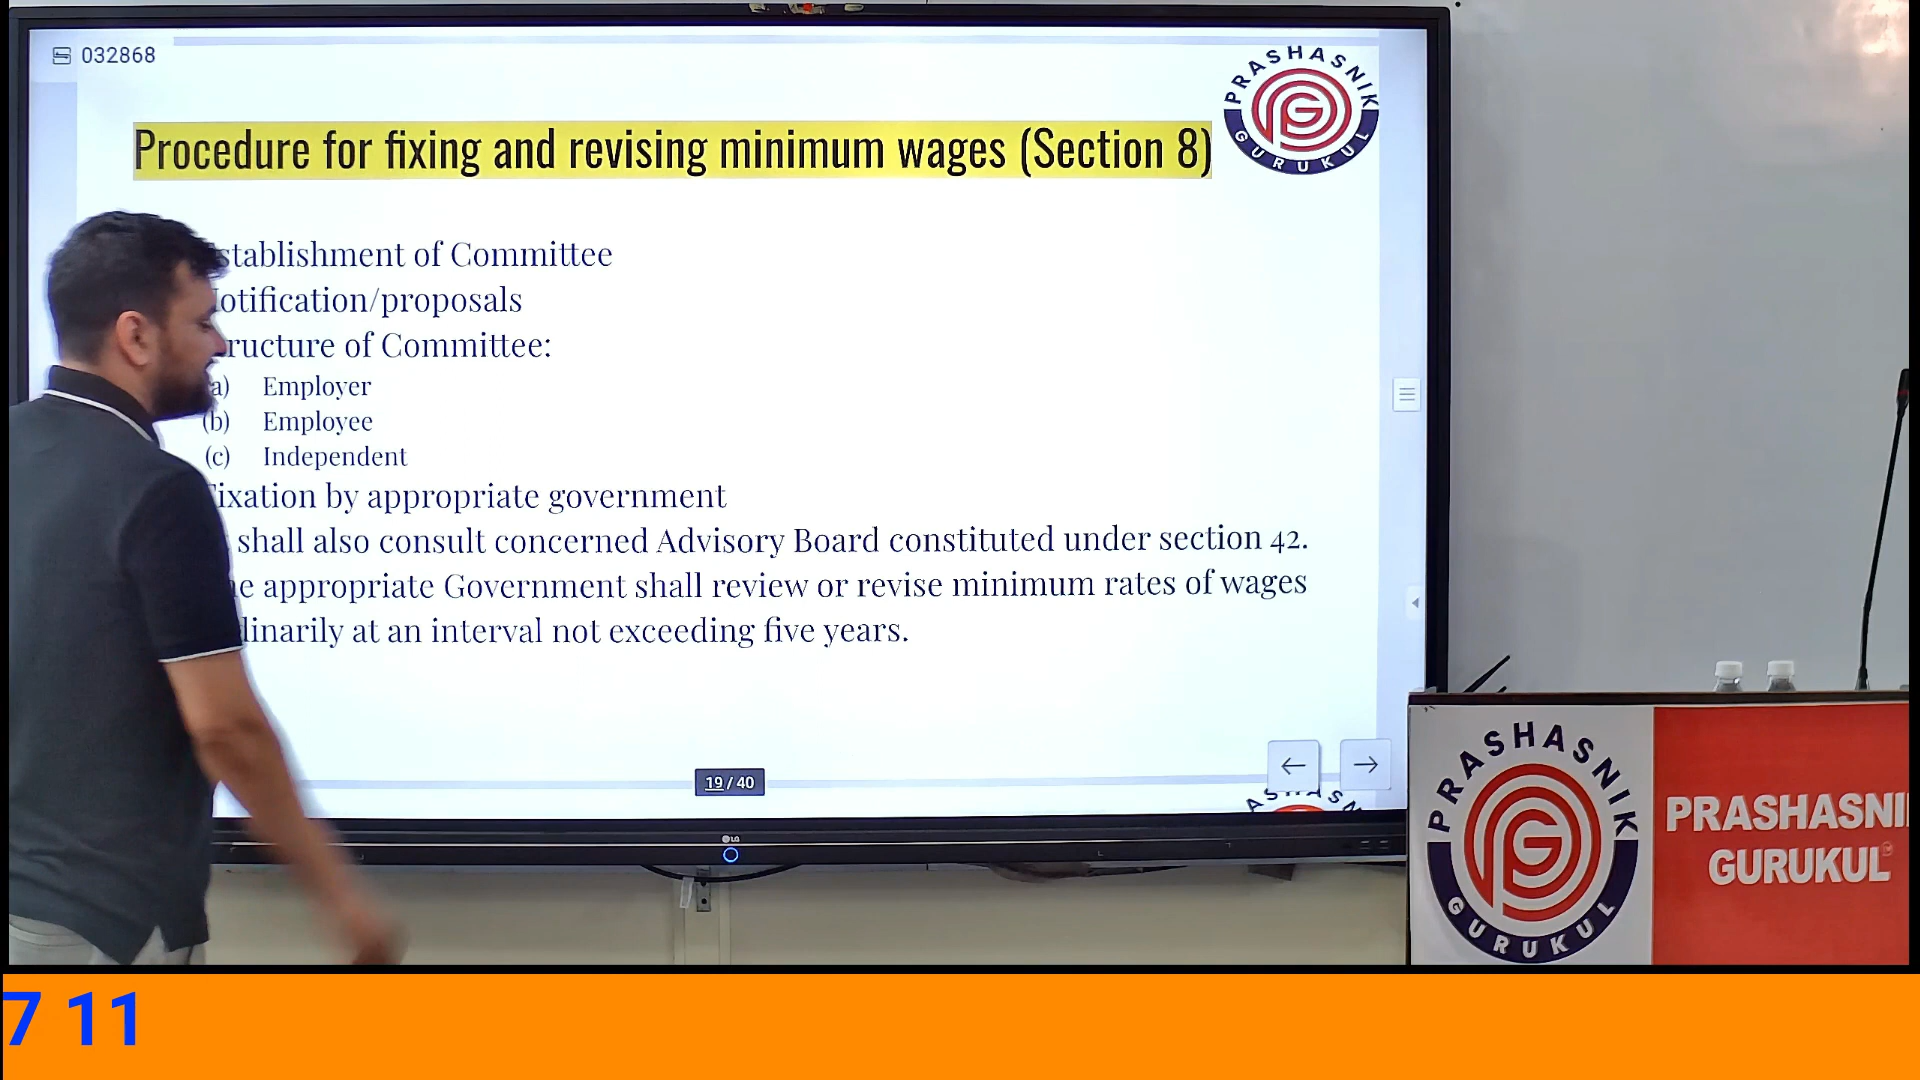 032868
PRASHASNIK
GURUKUL
Procedure for fixing and revising minimum wages (Section 8)
stablishment of Committee
otification/proposals
ructure of Committee:
a) Employer
(b) Employee
(c) Independent
ixation by appropriate government
shall also consult concerned Advisory Board constituted under section 42.
e appropriate Government shall review or revise minimum rates of wages
dinarily at an interval not exceeding five years.
19 / 40
LG
PRASHASNIK
GURUKUL
PRASHASNI
GURUKUL
7 11